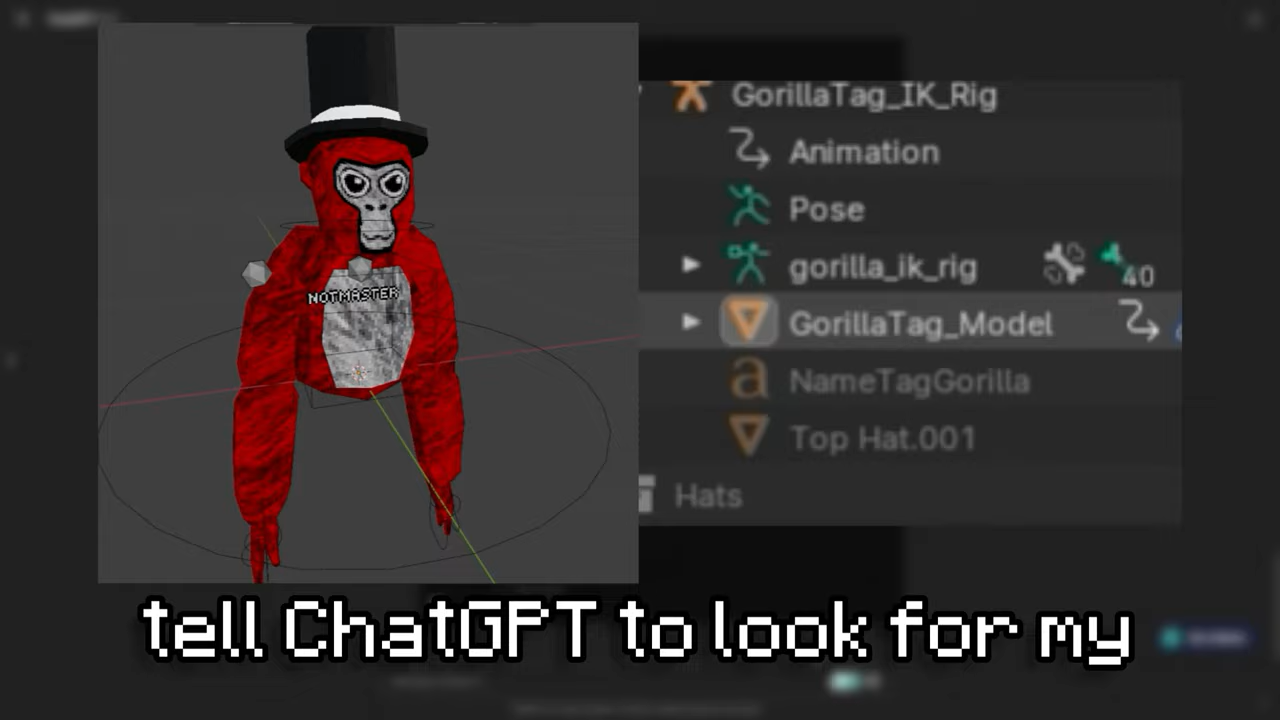 GorillaTag_IK_Rig
Animation
Pose
gorilla_ik_rig
40
GorillaTag_Model
NameTagGorilla
Top Hat.001
Hats
NOTMASTER
tell ChatGPT to look for my